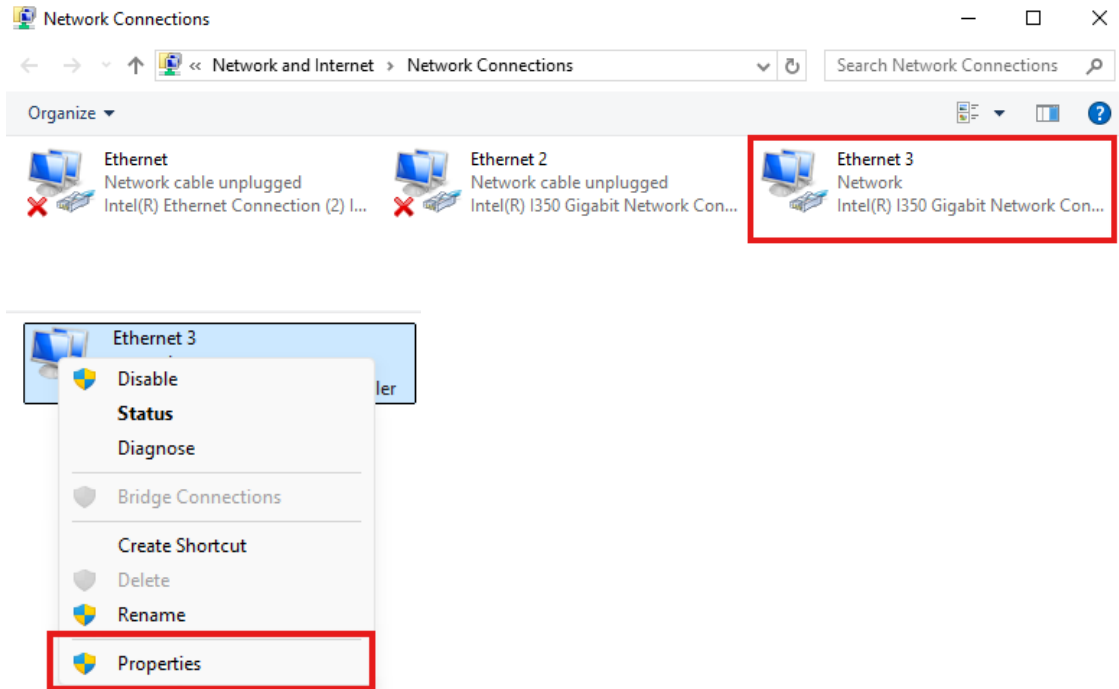 Network Connections
« Network and Internet › Network Connections
Search Network Connections
Organize
Ethernet
Network cable unplugged
Intel(R) Ethernet Connection (2) I...
Ethernet 2
Network cable unplugged
Intel(R) I350 Gigabit Network Con...
Ethernet 3
Network
Intel(R) I350 Gigabit Network Con...
Ethernet 3
ler
Disable
Status
Diagnose
Bridge Connections
Create Shortcut
Delete
Rename
Properties